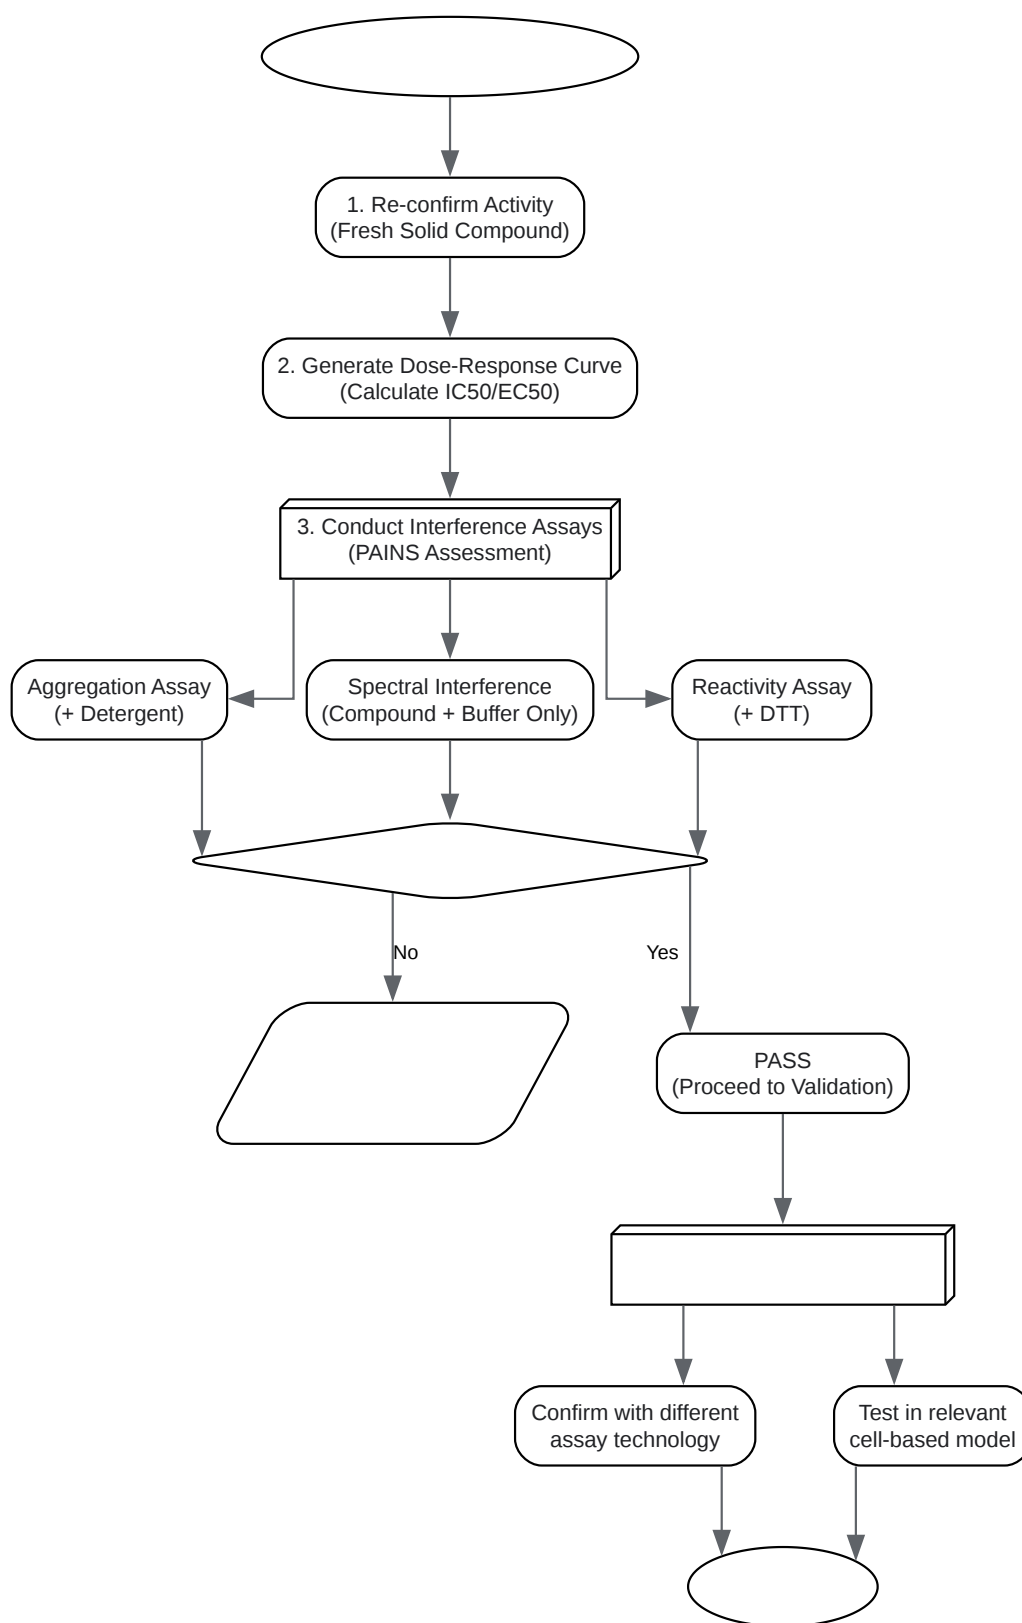 1. Re-confirm Activity
(Fresh Solid Compound)
2. Generate Dose-Response Curve
(Calculate IC50/EC50)
3. Conduct Interference Assays
(PAINS Assessment)
Aggregation Assay
(+ Detergent)
Spectral Interference
(Compound + Buffer Only)
Reactivity Assay
(+ DTT)
No
Yes
PASS
(Proceed to Validation)
Confirm with different
assay technology
Test in relevant
cell-based model